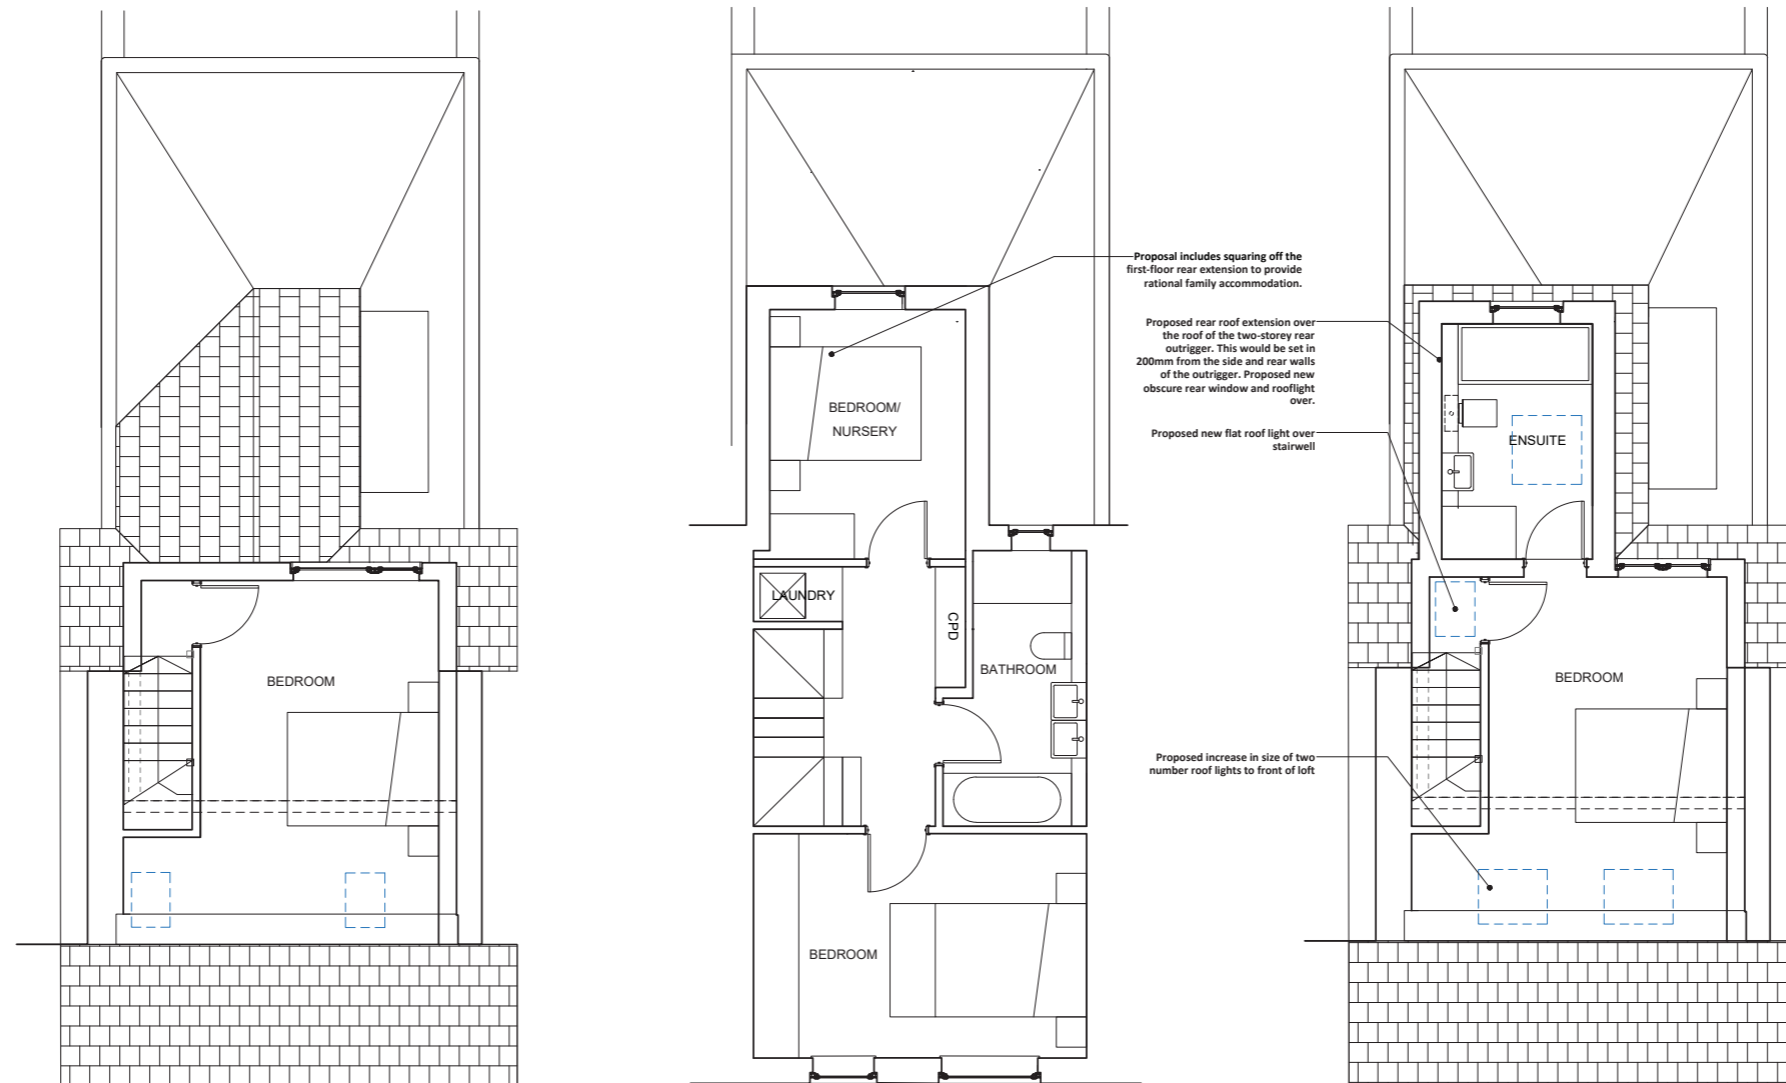 BEDROOM
Proposal includes squaring off the
first-floor rear extension to provide
rational family accommodation.
BEDROOM/
NURSERY
LAUNDRY
CPD
BATHROOM
BEDROOM
Proposed rear roof extension over
the roof of the two-storey rear
outrigger. This would be set in
200mm from the side and rear walls
of the outrigger. Proposed new
obscure rear window and rooflight
over.
Proposed new flat roof light over
stairwell
ENSUITE
BEDROOM
Proposed increase in size of two
number roof lights to front of loft